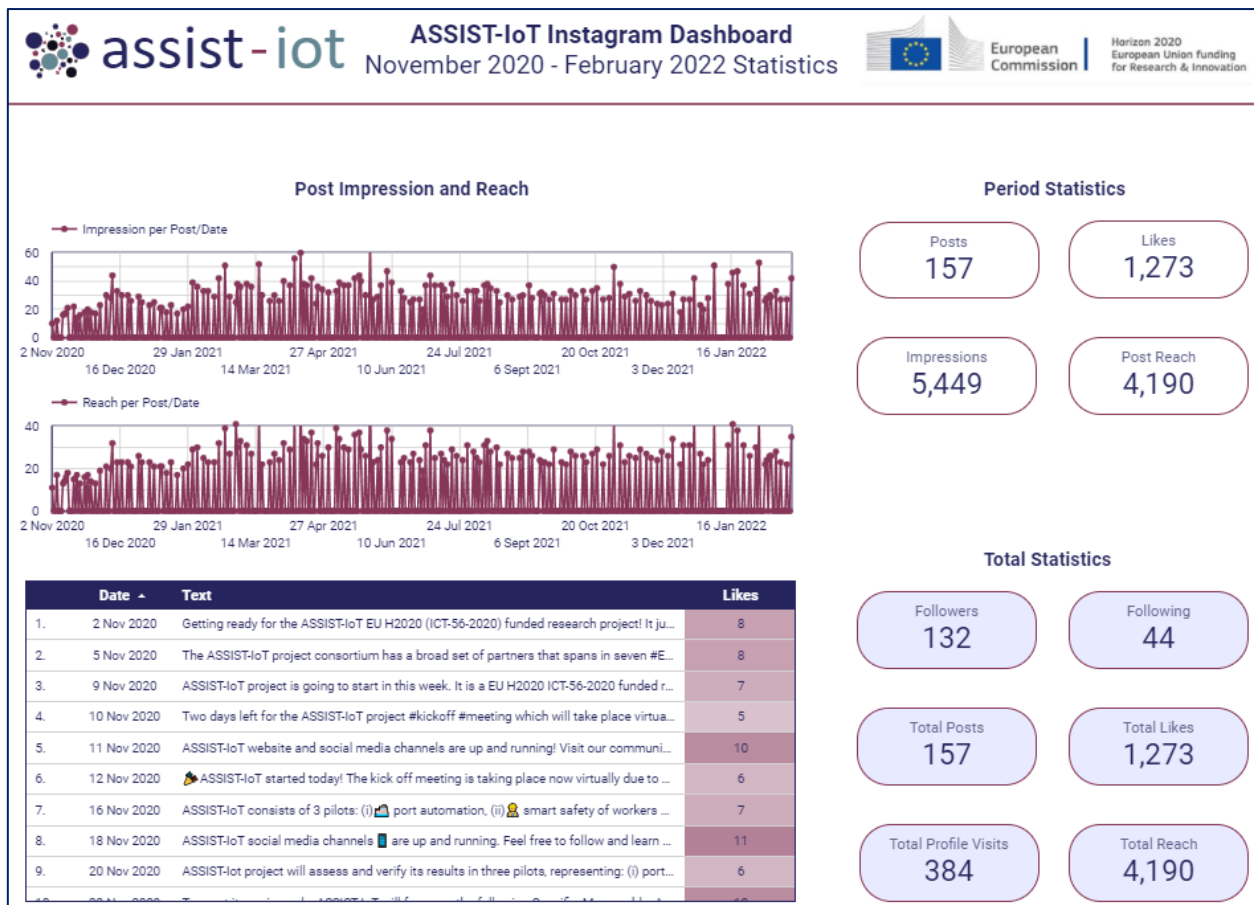 assist-iot
ASSIST-IoT Instagram Dashboard
November 2020 - February 2022 Statistics
European
Commission
Horizon 2020
European Union funding
for Research & Innovation
Post Impression and Reach
Impression per Post/Date
60
40
20
0
2 Nov 2020 29 Jan 2021 27 Apr 2021 24 Jul 2021 20 Oct 2021 16 Jan 2022
16 Dec 2020 14 Mar 2021 10 Jun 2021 6 Sept 2021 3 Dec 2021
Reach per Post/Date
40
20
0
2 Nov 2020 29 Jan 2021 27 Apr 2021 24 Jul 2021 20 Oct 2021 16 Jan 2022
16 Dec 2020 14 Mar 2021 10 Jun 2021 6 Sept 2021 3 Dec 2021
Date Text Likes
1. 2 Nov 2020 Getting ready for the ASSIST-IoT EU H2020 (ICT-56-2020) funded research project! It ju... 8
2. 5 Nov 2020 The ASSIST-IoT project consortium has a broad set of partners that spans in seven #E... 8
3. 9 Nov 2020 ASSIST-IoT project is going to start in this week. It is a EU H2020 ICT-56-2020 funded r... 7
4. 10 Nov 2020 Two days left for the ASSIST-IoT project #kickoff #meeting which will take place virtua... 5
5. 11 Nov 2020 ASSIST-IoT website and social media channels are up and running! Visit our communi... 10
6. 12 Nov 2020 🎉ASSIST-IoT started today! The kick off meeting is taking place now virtually due to ... 6
7. 16 Nov 2020 ASSIST-IoT consists of 3 pilots: (i) port automation, (ii) smart safety of workers ... 7
8. 18 Nov 2020 ASSIST-IoT social media channels 📱 are up and running. Feel free to follow and learn ... 11
9. 20 Nov 2020 ASSIST-Iot project will assess and verify its results in three pilots, representing: (i) port... 6
Period Statistics
Posts
157
Likes
1,273
Impressions
5,449
Post Reach
4,190
Total Statistics
Followers
132
Following
44
Total Posts
157
Total Likes
1,273
Total Profile Visits
384
Total Reach
4,190